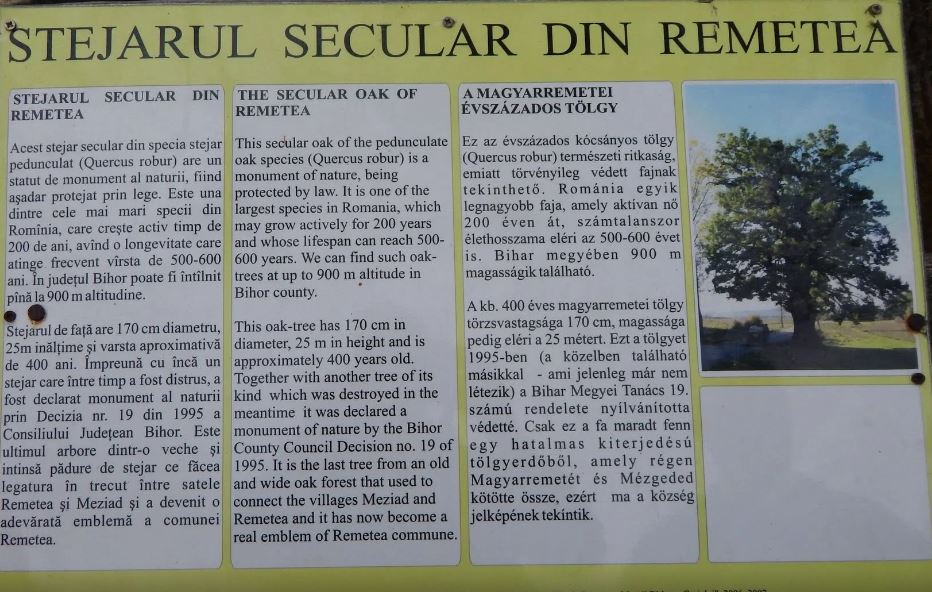 STEJARUL SECULAR DIN REMETEA
STEJARUL SECULAR DIN
REMETEA
Acest stejar secular din specia stejar
pedunculat (Quercus robur) are un
statut de monument al naturii, fiind
așadar protejat prin lege. Este una
dintre cele mai mari specii din
Romînia, care crește activ timp de
200 de ani, avînd o longevitate care
atinge frecvent vîrsta de 500-600
ani. În județul Bihor poate fi întîlnit
pînă la 900 m altitudine.
Stejarul de față are 170 cm diametru,
25m inălțime și varsta aproximativă
de 400 ani. Împreună cu încă un
stejar care între timp a fost distrus, a
fost declarat monument al naturii
prin Decizia nr. 19 din 1995 a
Consiliului Județean Bihor. Este
ultimul arbore dintr-o veche și
intinsă pădure de stejar ce făcea
legatura în trecut între satele
Remetea și Meziad și a devenit o
adevărată emblemă a comunei
Remetea.
THE SECULAR OAK OF
REMETEA
This secular oak of the pedunculate
oak species (Quercus robur) is a
monument of nature, being
protected by law. It is one of the
largest species in Romania, which
may grow actively for 200 years
and whose lifespan can reach 500-
600 years. We can find such oak-
trees at up to 900 m altitude in
Bihor county.
This oak-tree has 170 cm in
diameter, 25 m in height and is
approximately 400 years old.
Together with another tree of its
kind which was destroyed in the
meantime it was declared a
monument of nature by the Bihor
County Council Decision no. 19 of
1995. It is the last tree from an old
and wide oak forest that used to
connect the villages Meziad and
Remetea and it has now become a
real emblem of Remetea commune.
A MAGYARREMETEI
ÉVSZÁZADOS TÖLGY
Ez az évszázados kócsányos tölgy
(Quercus robur) természeti ritkaság,
emiatt törvényileg védett fajnak
tekinthető. Románia egyik
legnagyobb faja, amely aktívan nő
200 éven át, számtalanszor
élethosszama eléri az 500-600 évet
is. Bihar megyében 900 m
magasságik található.
A kb. 400 éves magyarremetei tölgy
törzsvastagsága 170 cm, magassága
pedig eléri a 25 métert. Ezt a tölgyet
1995-ben (a közelben található
másikkal - ami jelenleg már nem
létezik) a Bihar Megyei Tanács 19.
számú rendelete nyílvánította
védetté. Csak ez a fa maradt fenn
egy hatalmas kiterjedésű
tölgyerdőből, amely régen
Magyarremetét és Mézgeded
kötötte össze, ezért ma a község
jelképének tekíntik.